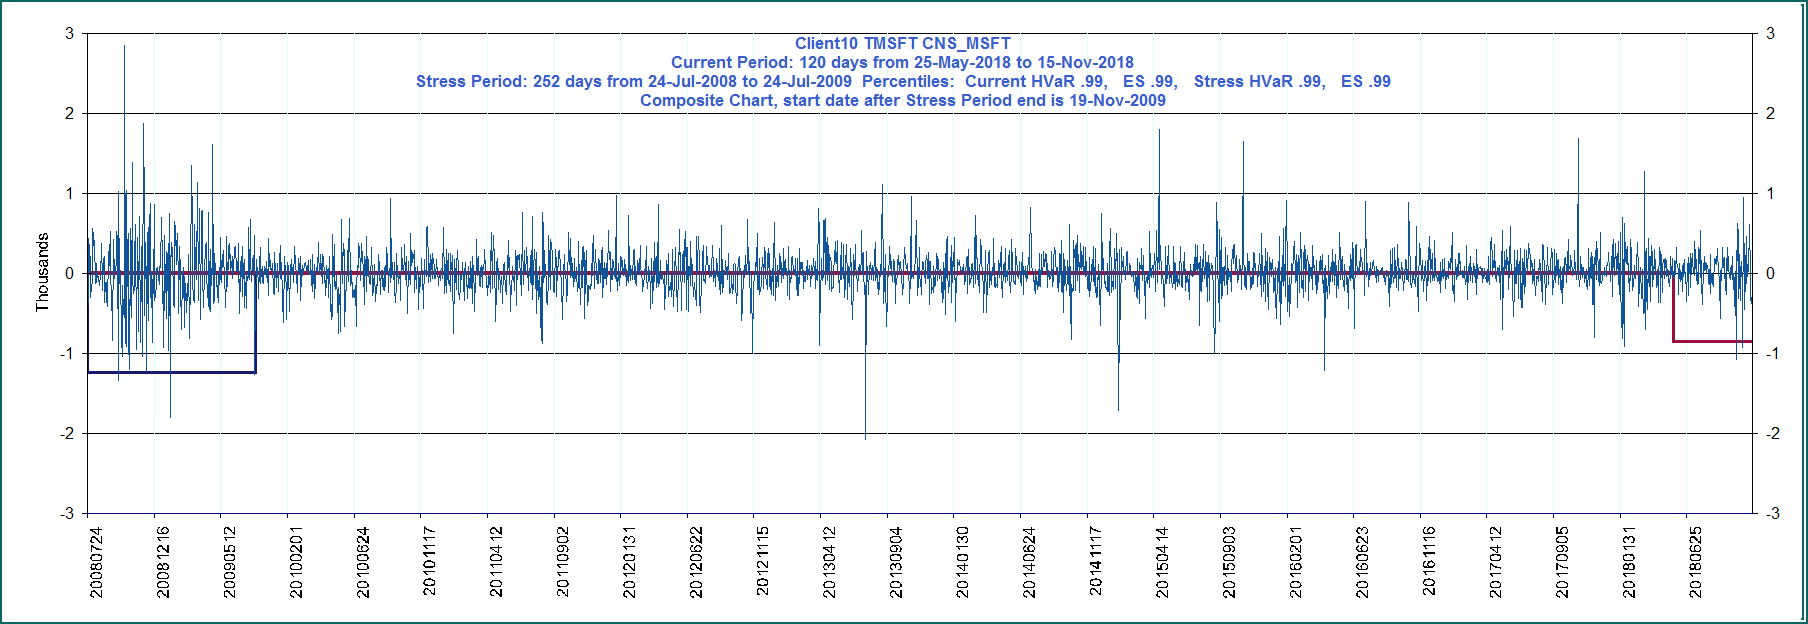 Client10 TMSFT CNS_MSFT
Current Period: 120 days from 25-May-2018 to 15-Nov-2018
Stress Period: 252 days from 24-Jul-2008 to 24-Jul-2009 Percentiles: Current HVaR .99, ES .99, Stress HVaR .99, ES .99
Composite Chart, start date after Stress Period end is 19-Nov-2009
3 3
2 2
1 1
0 0
-1 -1
-2 -2
-3 -3
Thousands
20080724 20081216 20090512 20100201 20100624 20101117 20110412 20110902 20120131 20120622 20121115 20130412 20130904 20140130 20140624 20141117 20150414 20150903 20160201 20160623 20161116 20170412 20170905 20180131 20180625